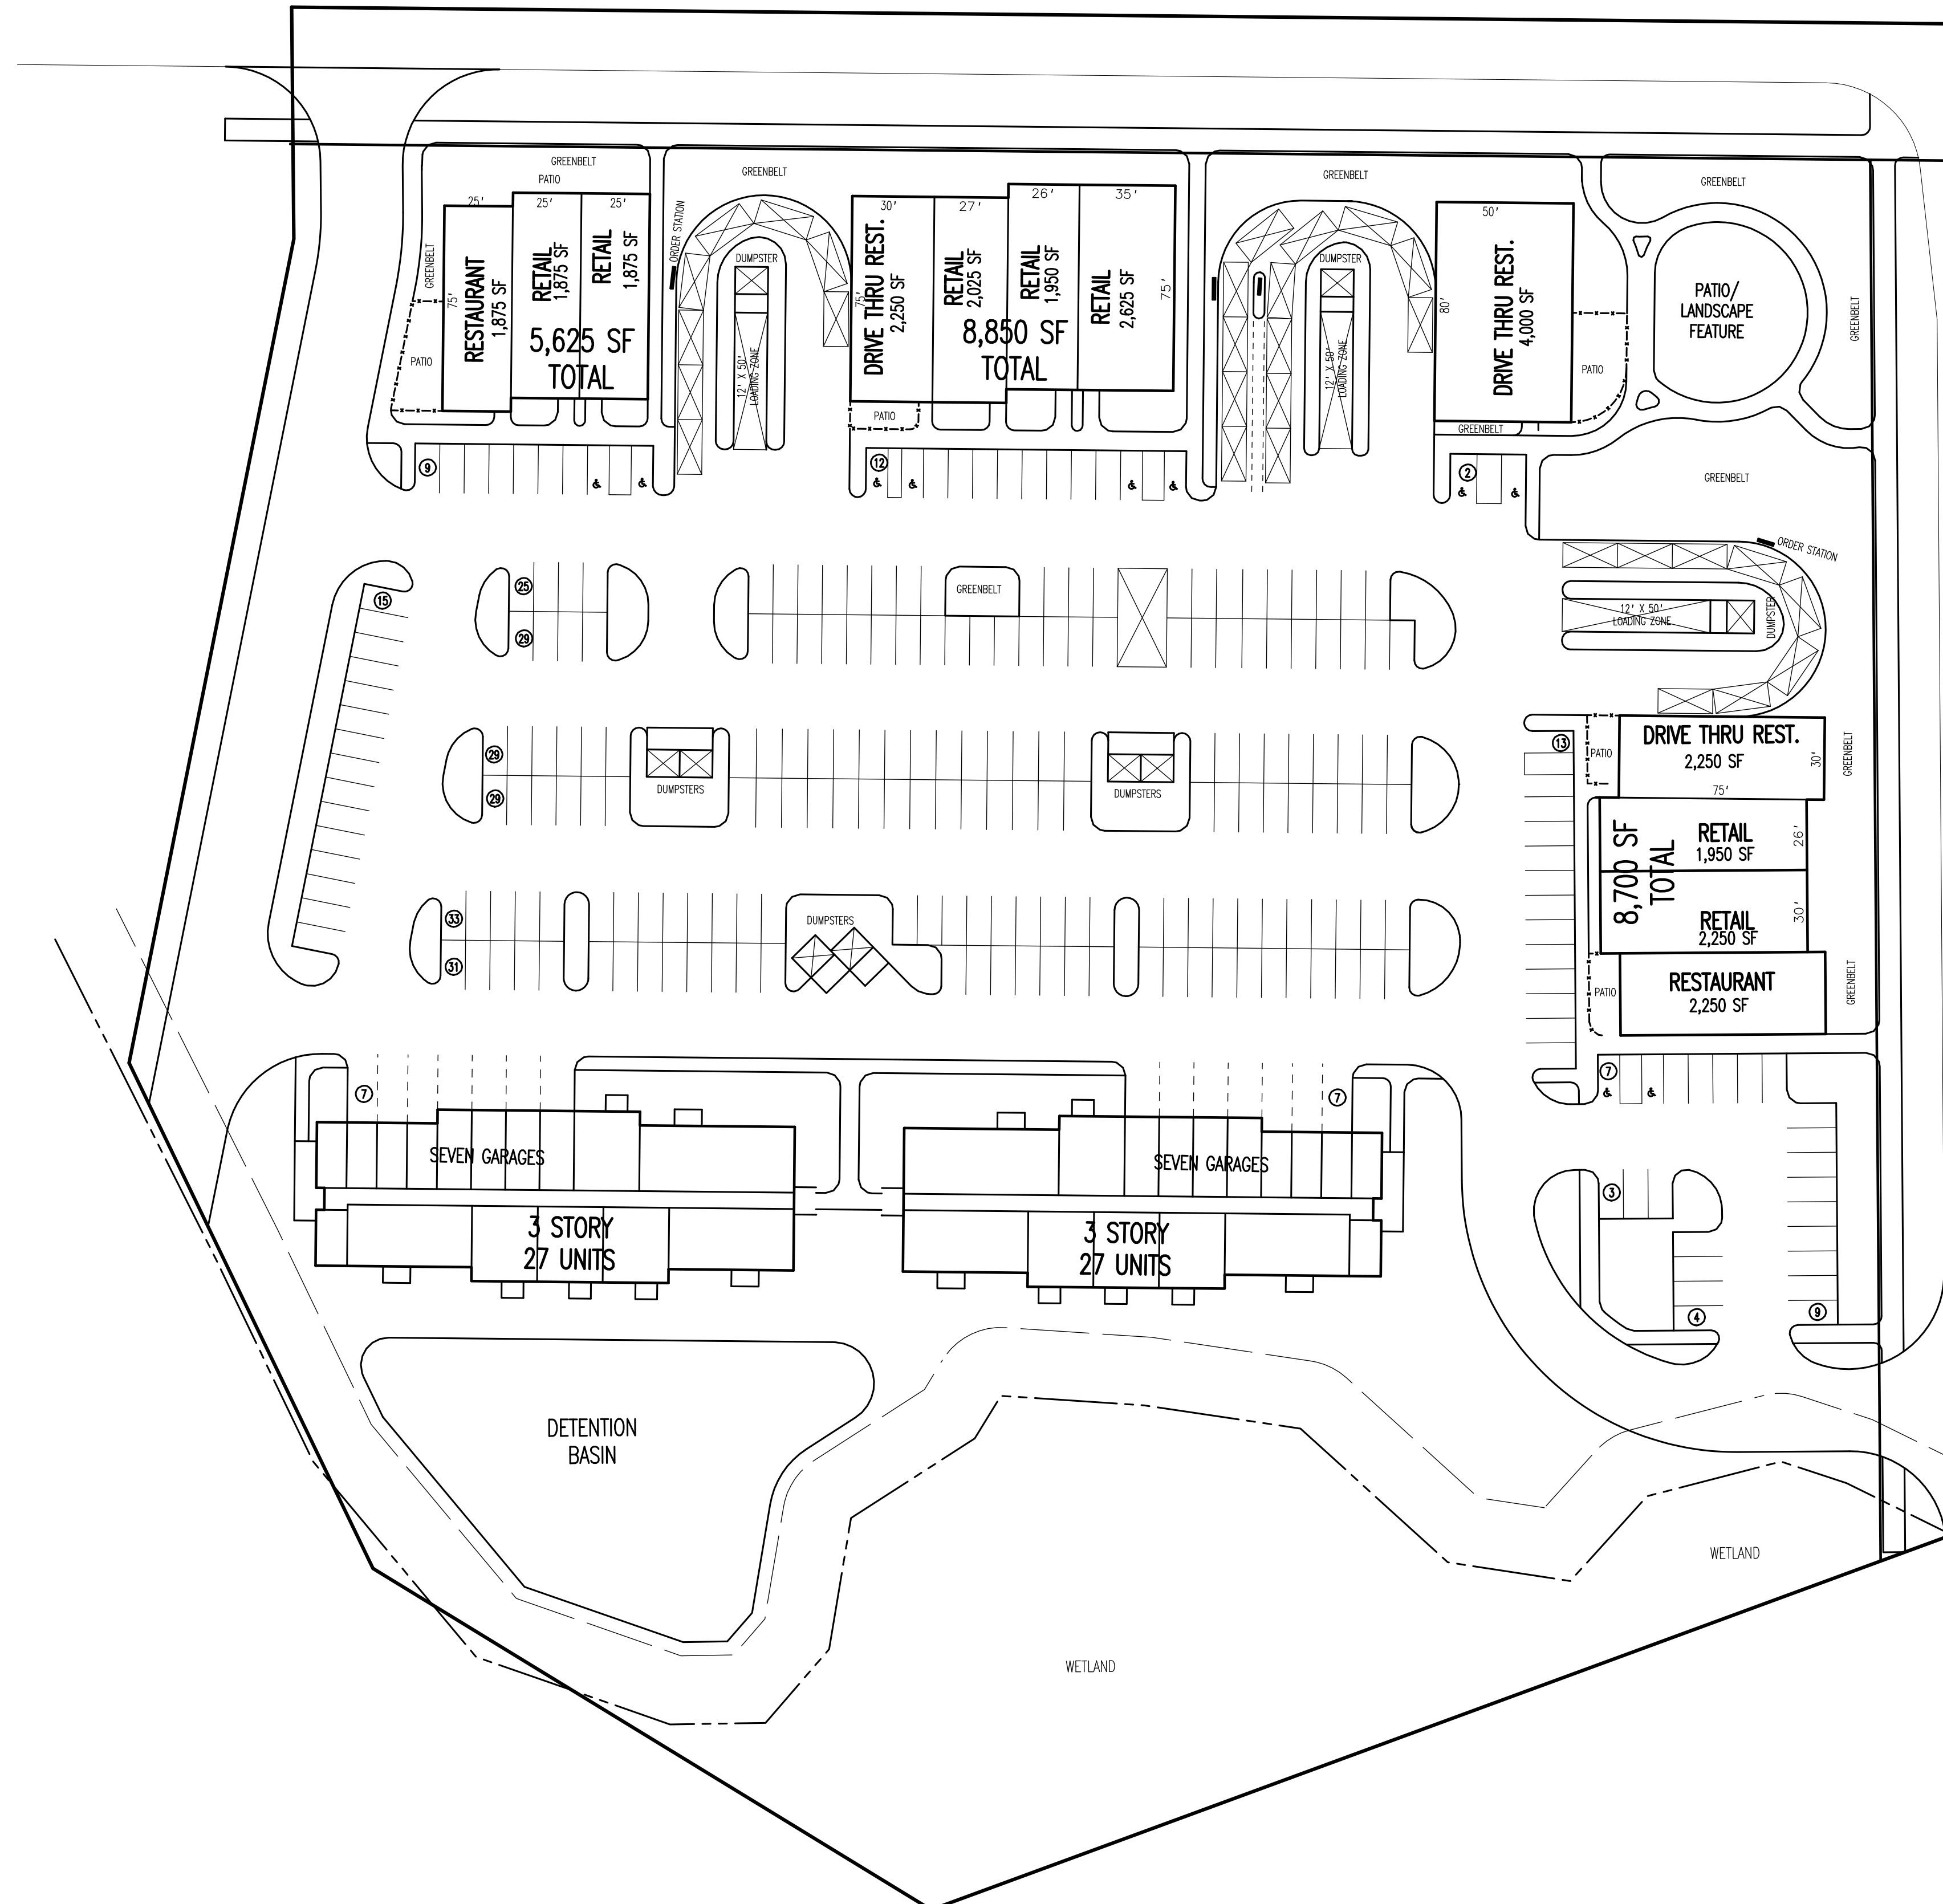 GREENBELT
PATIO
25'
25'
25'
GREENBELT
75'
RESTAURANT
1,875 SF
RETAIL
1,875 SF
RETAIL
1,875 SF
5,625 SF
TOTAL
PATIO
9
ORDER STATION
GREENBELT
DUMPSTER
12' X 50'
LOADING ZONE
30'
27'
26'
35'
75'
DRIVE THRU REST.
2,250 SF
RETAIL
2,025 SF
RETAIL
1,950 SF
RETAIL
2,625 SF
75'
8,850 SF
TOTAL
PATIO
12
GREENBELT
DUMPSTER
12' X 50'
LOADING ZONE
50'
80'
DRIVE THRU REST.
4,000 SF
PATIO
GREENBELT
2
GREENBELT
PATIO/
LANDSCAPE
FEATURE
GREENBELT
GREENBELT
ORDER STATION
12' X 50'
LOADING ZONE
DUMPSTER
15
25
29
GREENBELT
29
29
DUMPSTERS
DUMPSTERS
33
31
DUMPSTERS
13
PATIO
DRIVE THRU REST.
2,250 SF
30'
75'
GREENBELT
8,700 SF
TOTAL
RETAIL
1,950 SF
26'
RETAIL
2,250 SF
30'
PATIO
RESTAURANT
2,250 SF
GREENBELT
7
7
7
SEVEN GARAGES
SEVEN GARAGES
3 STORY
27 UNITS
3 STORY
27 UNITS
3
4
9
DETENTION
BASIN
WETLAND
WETLAND